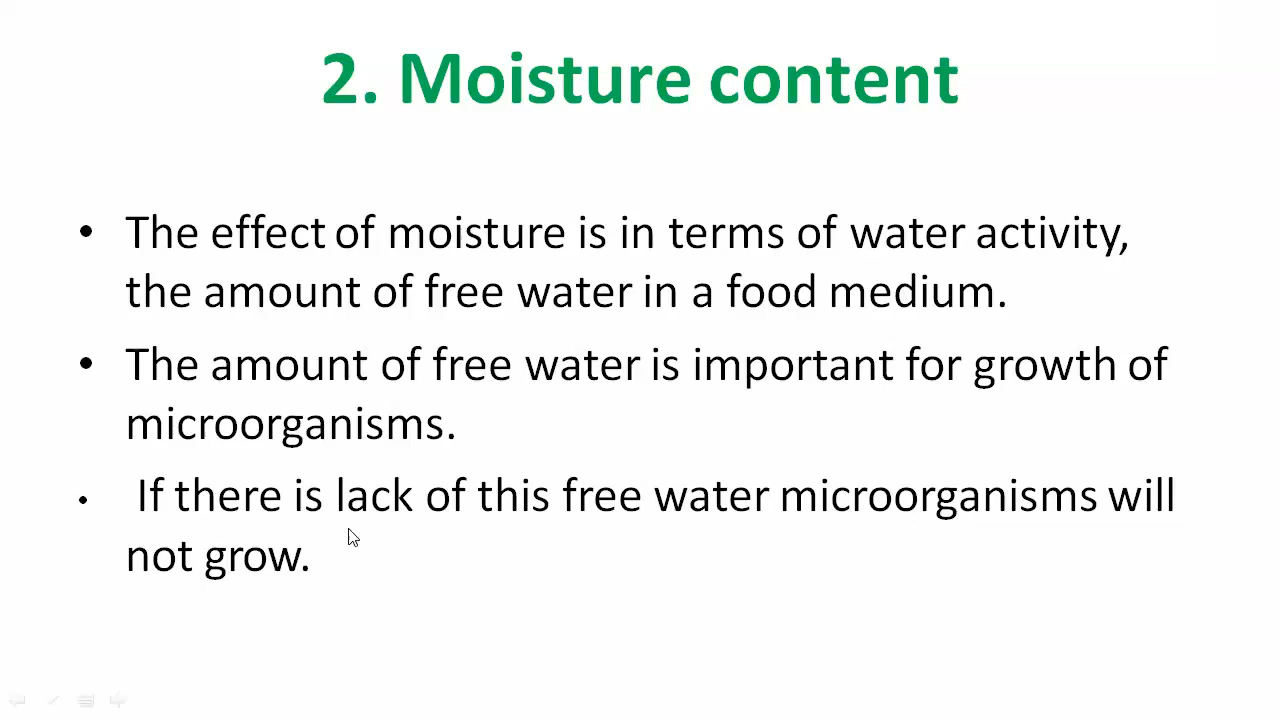 2. Moisture content
• The effect of moisture is in terms of water activity,
the amount of free water in a food medium.
• The amount of free water is important for growth of
microorganisms.
• If there is lack of this free water microorganisms will
not grow.